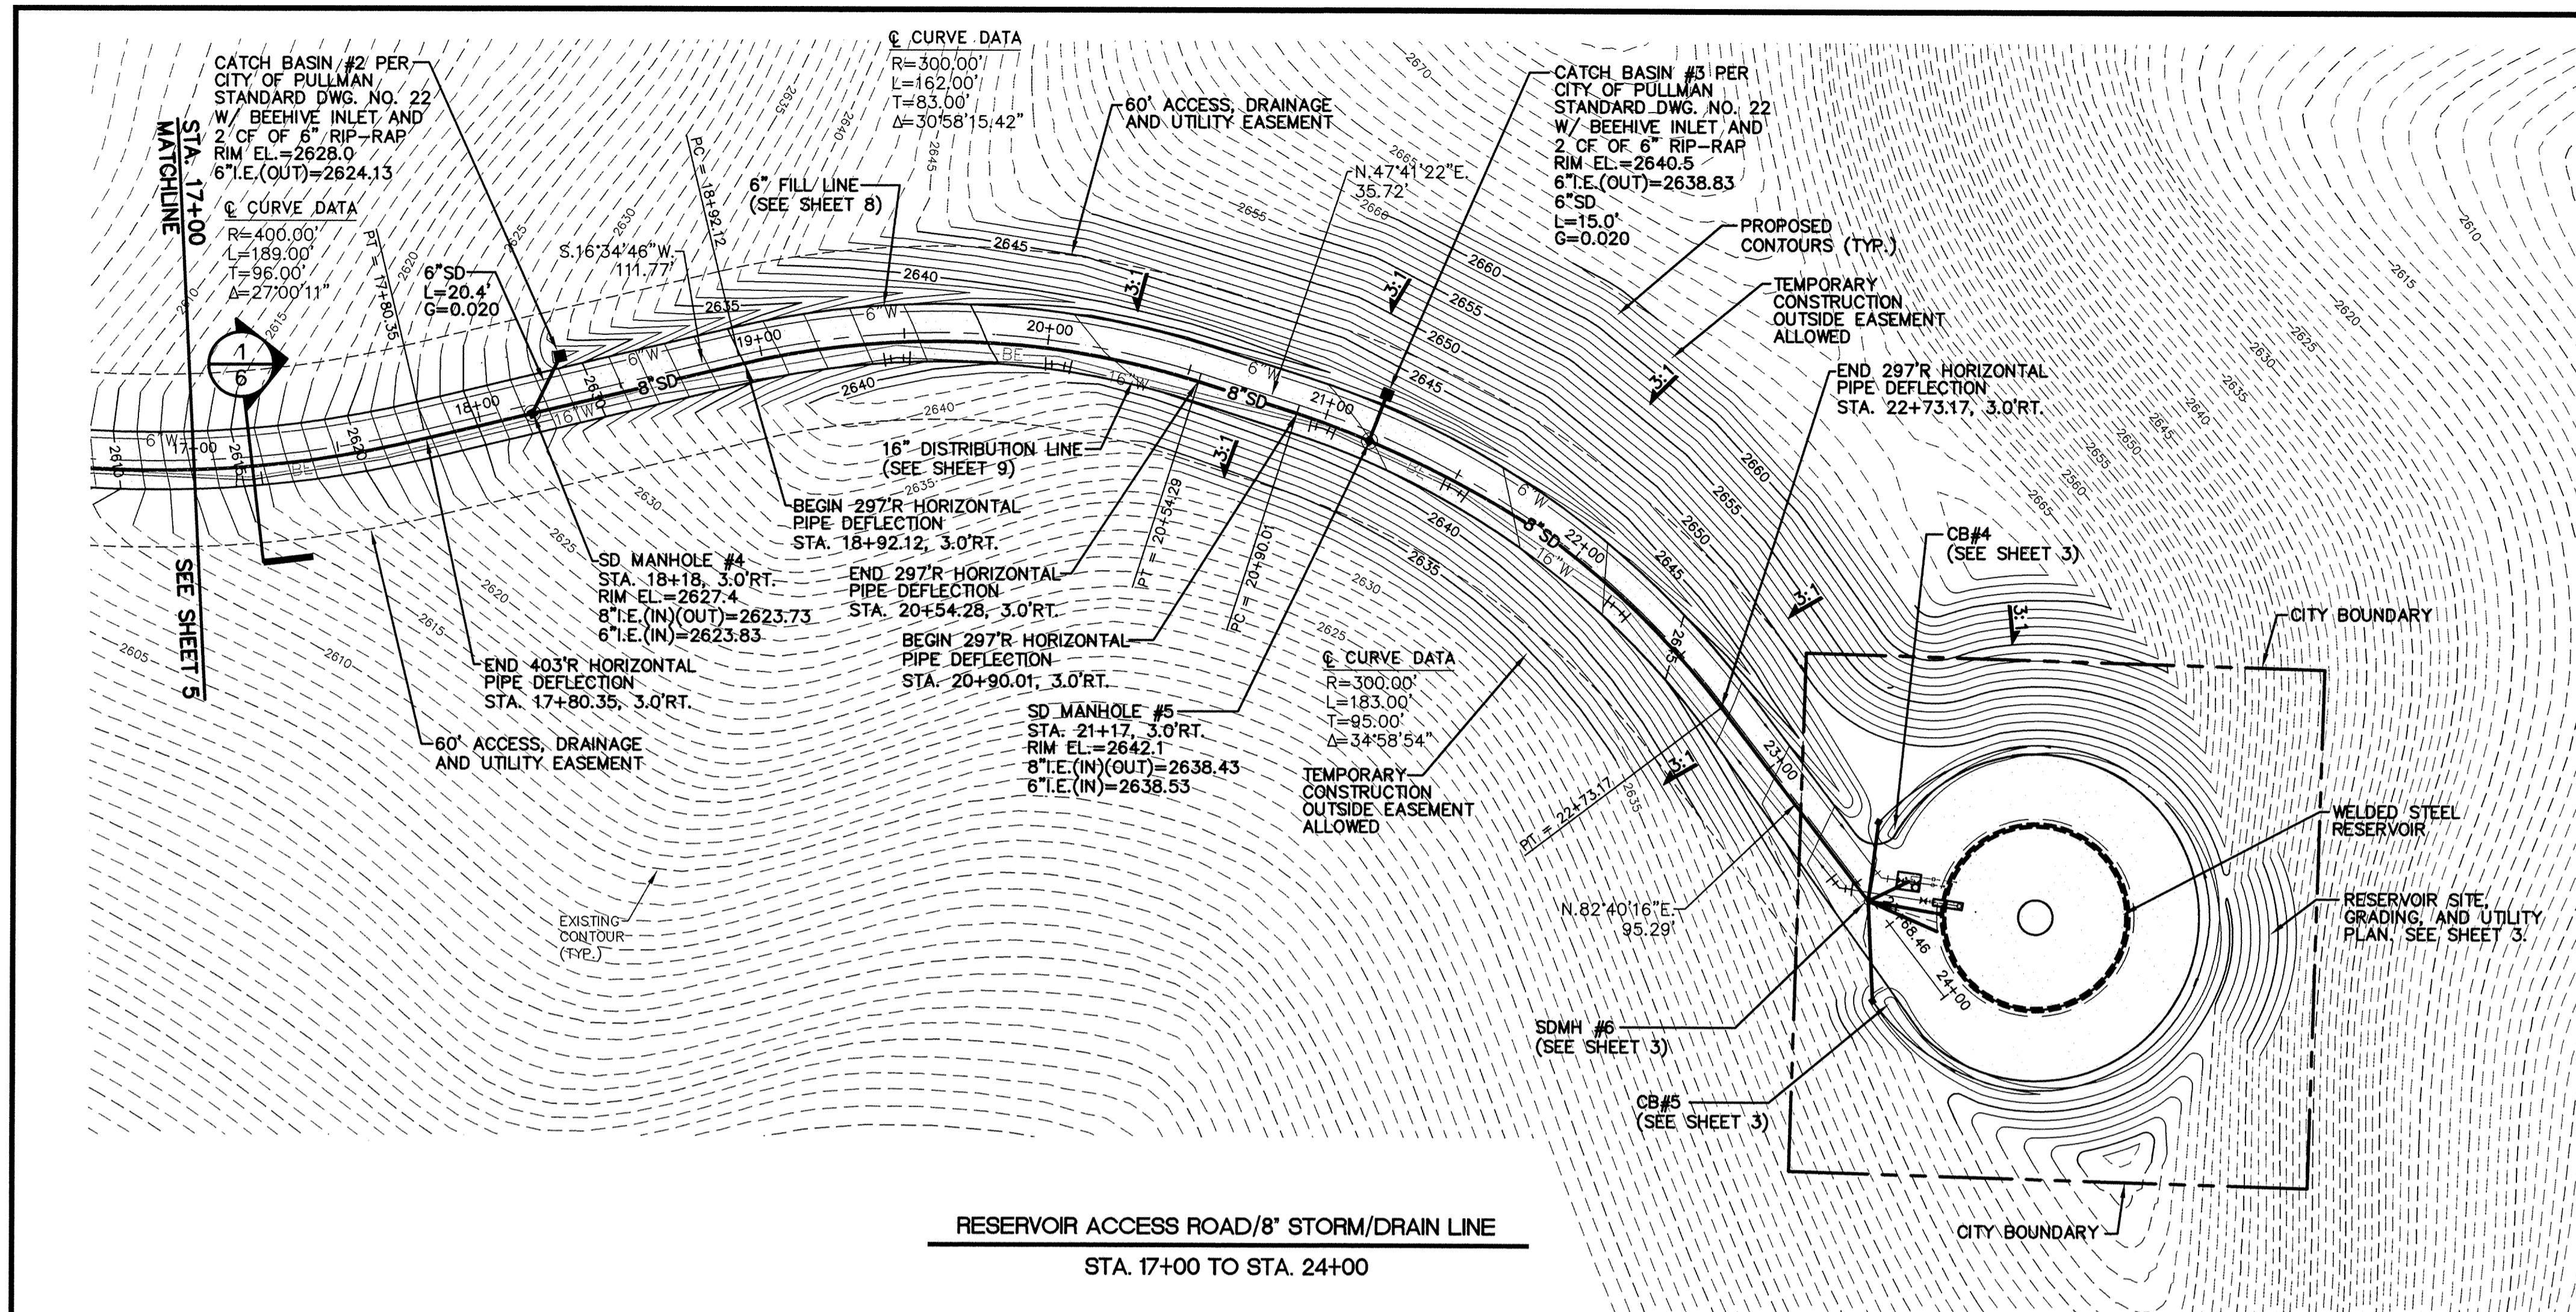 CATCH BASIN #2 PER
CITY OF PULLMAN
STANDARD DWG. NO. 22
W/ BEEHIVE INLET AND
2 CF OF 6" RIP-RAP
RIM EL.=2628.0
6"I.E.(OUT)=2624.13
STA. 17+00
MATCHLINE
SEE SHEET 5
℄ CURVE DATA
R=400.00'
L=189.00'
T=96.00'
Δ=27°00'11"
PT = 17+80.35
6"SD
L=20.4'
G=0.020
1
6
℄ CURVE DATA
R=300.00'
L=162.00'
T=83.00'
Δ=30°58'15.42"
PC = 18+92.12
S.16°34'46"W.
111.77'
6" FILL LINE
(SEE SHEET 8)
60' ACCESS, DRAINAGE
AND UTILITY EASEMENT
N.47°41'22"E.
35.72'
CATCH BASIN #3 PER
CITY OF PULLMAN
STANDARD DWG. NO. 22
W/ BEEHIVE INLET AND
2 CF OF 6" RIP-RAP
RIM EL.=2640.5
6"I.E.(OUT)=2638.83
6"SD
L=15.0'
G=0.020
PROPOSED
CONTOURS (TYP.)
TEMPORARY
CONSTRUCTION
OUTSIDE EASEMENT
ALLOWED
END 297'R HORIZONTAL
PIPE DEFLECTION
STA. 22+73.17, 3.0'RT.
16" DISTRIBUTION LINE
(SEE SHEET 9)
BEGIN 297'R HORIZONTAL
PIPE DEFLECTION
STA. 18+92.12, 3.0'RT.
SD MANHOLE #4
STA. 18+18, 3.0'RT.
RIM EL.=2627.4
8"I.E.(IN)(OUT)=2623.73
6"I.E.(IN)=2623.83
END 297'R HORIZONTAL
PIPE DEFLECTION
STA. 20+54.28, 3.0'RT.
BEGIN 297'R HORIZONTAL
PIPE DEFLECTION
STA. 20+90.01, 3.0'RT.
END 403'R HORIZONTAL
PIPE DEFLECTION
STA. 17+80.35, 3.0'RT.
SD MANHOLE #5
STA. 21+17, 3.0'RT.
RIM EL.=2642.1
8"I.E.(IN)(OUT)=2638.43
6"I.E.(IN)=2638.53
60' ACCESS, DRAINAGE
AND UTILITY EASEMENT
PT = 20+54.29
PC = 20+90.01
℄ CURVE DATA
R=300.00'
L=183.00'
T=95.00'
Δ=34°58'54"
TEMPORARY
CONSTRUCTION
OUTSIDE EASEMENT
ALLOWED
PT = 22+73.17
N.82°40'16"E.
95.29'
EXISTING
CONTOUR
(TYP.)
CB#4
(SEE SHEET 3)
CITY BOUNDARY
WELDED STEEL
RESERVOIR
RESERVOIR SITE,
GRADING, AND UTILITY
PLAN, SEE SHEET 3.
SDMH #6
(SEE SHEET 3)
CB#5
(SEE SHEET 3)
CITY BOUNDARY
17+00
18+00
19+00
20+00
21+00
22+00
23+00
24+00
6"W
16"W
8"SD
BE
3:1
RESERVOIR ACCESS ROAD/8" STORM/DRAIN LINE
STA. 17+00 TO STA. 24+00